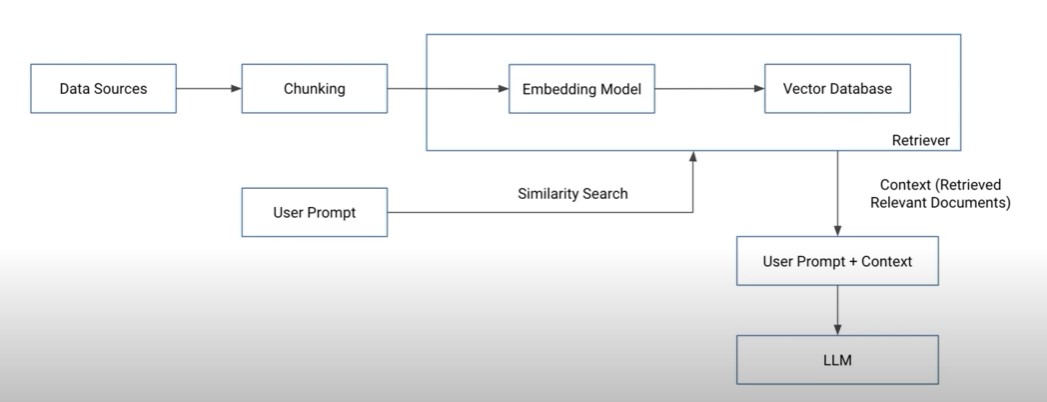 Data Sources
Chunking
Embedding Model
Vector Database
Retriever
User Prompt
Similarity Search
Context (Retrieved
Relevant Documents)
User Prompt + Context
LLM